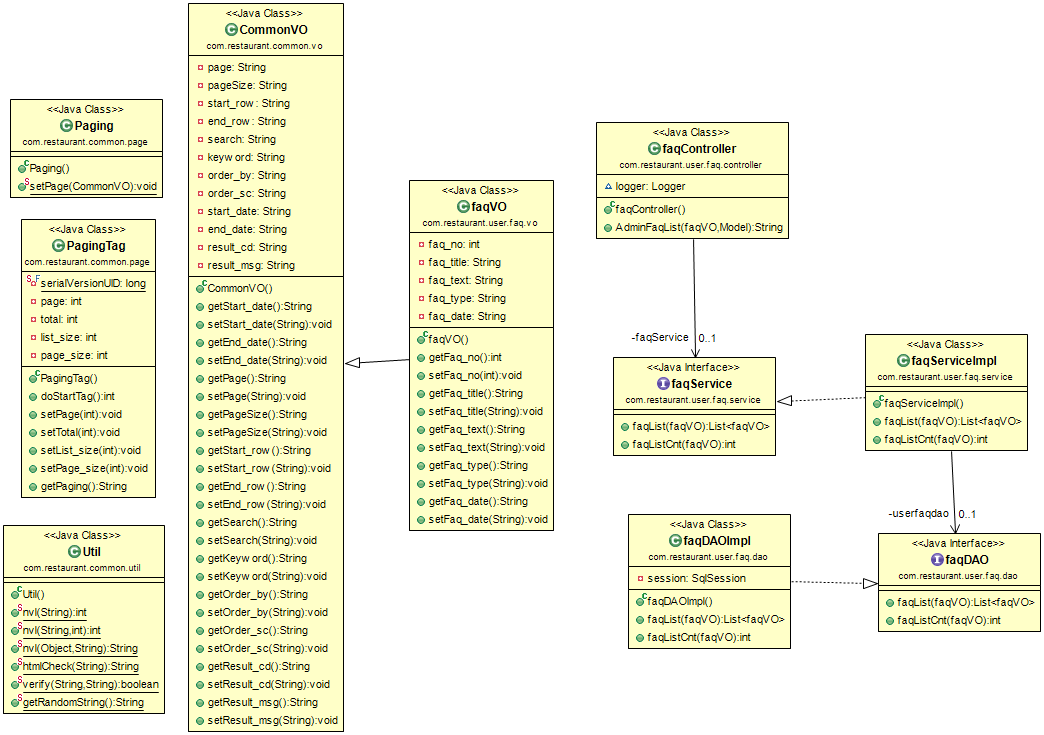 <<Java Class>>
Paging
com.restaurant.common.page
Paging()
setPage(CommonVO):void
<<Java Class>>
PagingTag
com.restaurant.common.page
serialVersionUID: long
page: int
total: int
list_size: int
page_size: int
PagingTag()
doStartTag():int
setPage(int):void
setTotal(int):void
setList_size(int):void
setPage_size(int):void
getPaging():String
<<Java Class>>
Util
com.restaurant.common.util
Util()
nvl(String):int
nvl(String,int):int
nvl(Object,String):String
htmlCheck(String):String
verify(String,String):boolean
getRandomString():String
<<Java Class>>
CommonVO
com.restaurant.common.vo
page: String
pageSize: String
start_row: String
end_row: String
search: String
keyword: String
order_by: String
order_sc: String
start_date: String
end_date: String
result_cd: String
result_msg: String
CommonVO()
getStart_date():String
setStart_date(String):void
getEnd_date():String
setEnd_date(String):void
getPage():String
setPage(String):void
getPageSize():String
setPageSize(String):void
getStart_row():String
setStart_row(String):void
getEnd_row():String
setEnd_row(String):void
getSearch():String
setSearch(String):void
getKeyword():String
setKeyword(String):void
getOrder_by():String
setOrder_by(String):void
getOrder_sc():String
setOrder_sc(String):void
getResult_cd():String
setResult_cd(String):void
getResult_msg():String
setResult_msg(String):void
<<Java Class>>
faqVO
com.restaurant.user.faq.vo
faq_no: int
faq_title: String
faq_text: String
faq_type: String
faq_date: String
faqVO()
getFaq_no():int
setFaq_no(int):void
getFaq_title():String
setFaq_title(String):void
getFaq_text():String
setFaq_text(String):void
getFaq_type():String
setFaq_type(String):void
getFaq_date():String
setFaq_date(String):void
<<Java Class>>
faqController
com.restaurant.user.faq.controller
logger: Logger
faqController()
AdminFaqList(faqVO,Model):String
-faqService 0..1
<<Java Interface>>
faqService
com.restaurant.user.faq.service
faqList(faqVO):List<faqVO>
faqListCnt(faqVO):int
<<Java Class>>
faqServiceImpl
com.restaurant.user.faq.service
faqServiceImpl()
faqList(faqVO):List<faqVO>
faqListCnt(faqVO):int
-userfaqdao 0..1
<<Java Class>>
faqDAOImpl
com.restaurant.user.faq.dao
session: SqlSession
faqDAOImpl()
faqList(faqVO):List<faqVO>
faqListCnt(faqVO):int
<<Java Interface>>
faqDAO
com.restaurant.user.faq.dao
faqList(faqVO):List<faqVO>
faqListCnt(faqVO):int